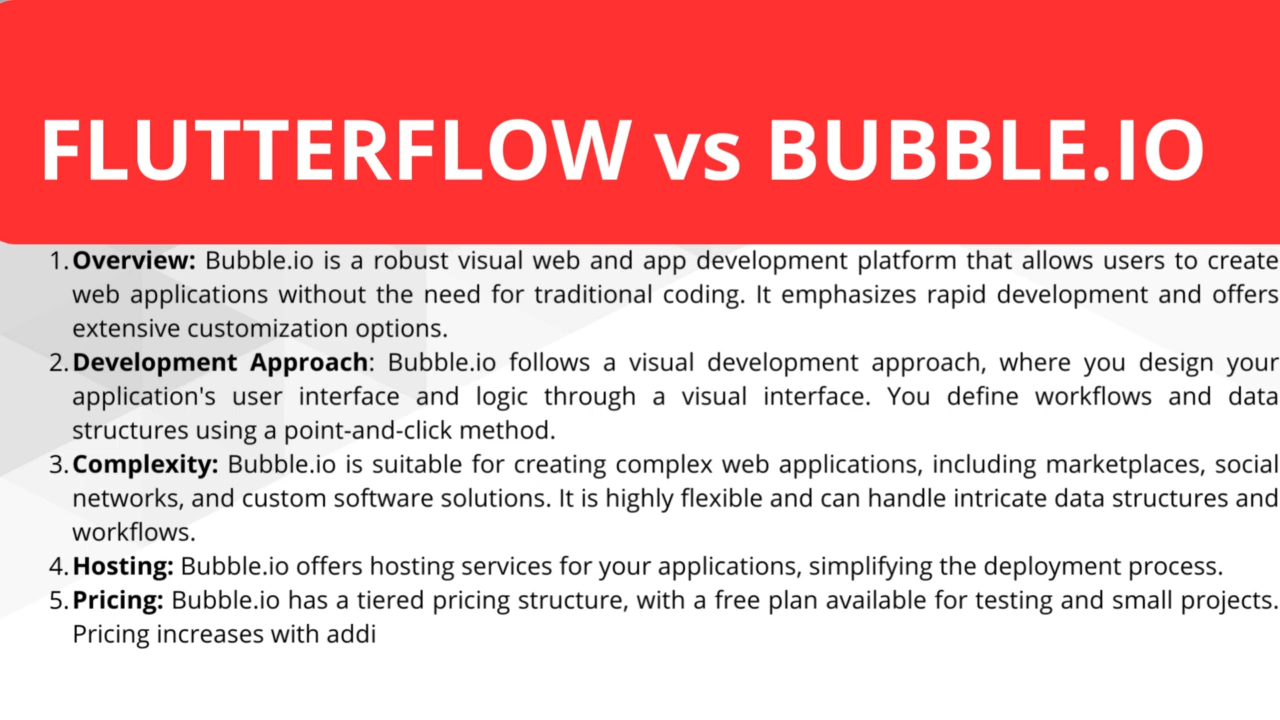 FLUTTERFLOW vs BUBBLE.IO
1. Overview: Bubble.io is a robust visual web and app development platform that allows users to create
web applications without the need for traditional coding. It emphasizes rapid development and offers
extensive customization options.
2. Development Approach: Bubble.io follows a visual development approach, where you design your
application's user interface and logic through a visual interface. You define workflows and data
structures using a point-and-click method.
3. Complexity: Bubble.io is suitable for creating complex web applications, including marketplaces, social
networks, and custom software solutions. It is highly flexible and can handle intricate data structures and
workflows.
4. Hosting: Bubble.io offers hosting services for your applications, simplifying the deployment process.
5. Pricing: Bubble.io has a tiered pricing structure, with a free plan available for testing and small projects.
Pricing increases with addi